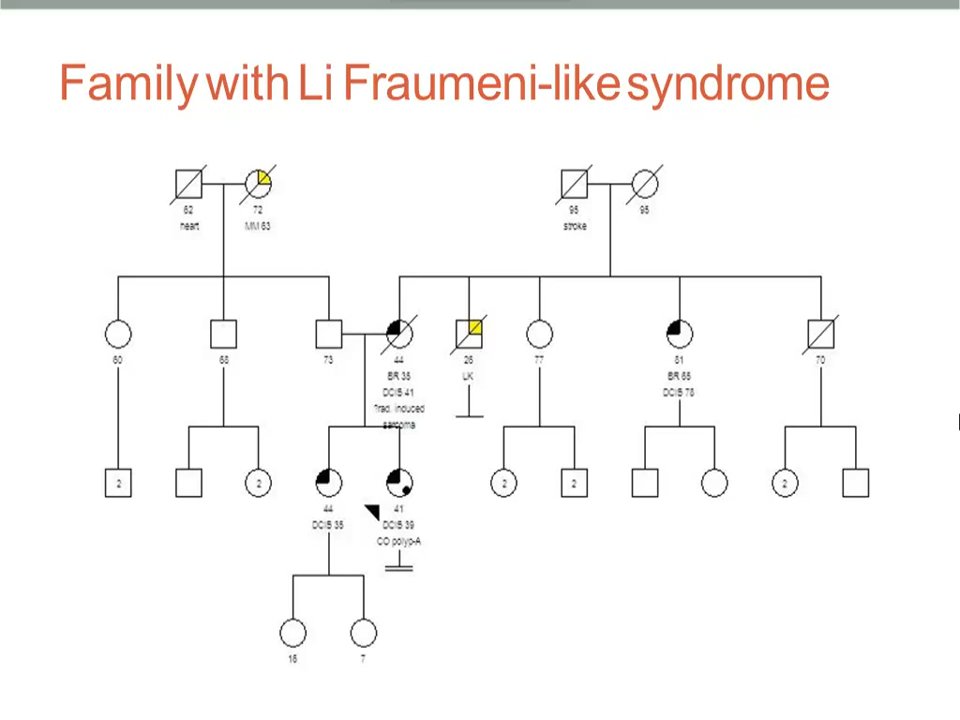 Family with Li Fraumeni-like syndrome
62
heart
72
MM 63
95
stroke
95
60
68
73
44
BR 35
DCIS 41
?rad. induced
sarcoma
26
LK
77
81
BR 65
DCIS 78
70
2
2
44
DCIS 35
41
DCIS 39
CO polyp-A
2
2
2
16
7